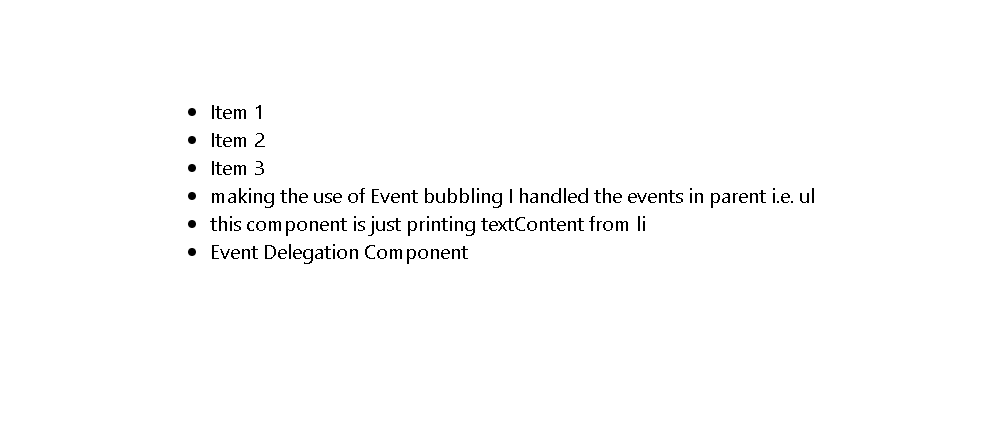 Item 1
Item 2
Item 3
making the use of Event bubbling I handled the events in parent i.e. ul
this component is just printing textContent from li
Event Delegation Component